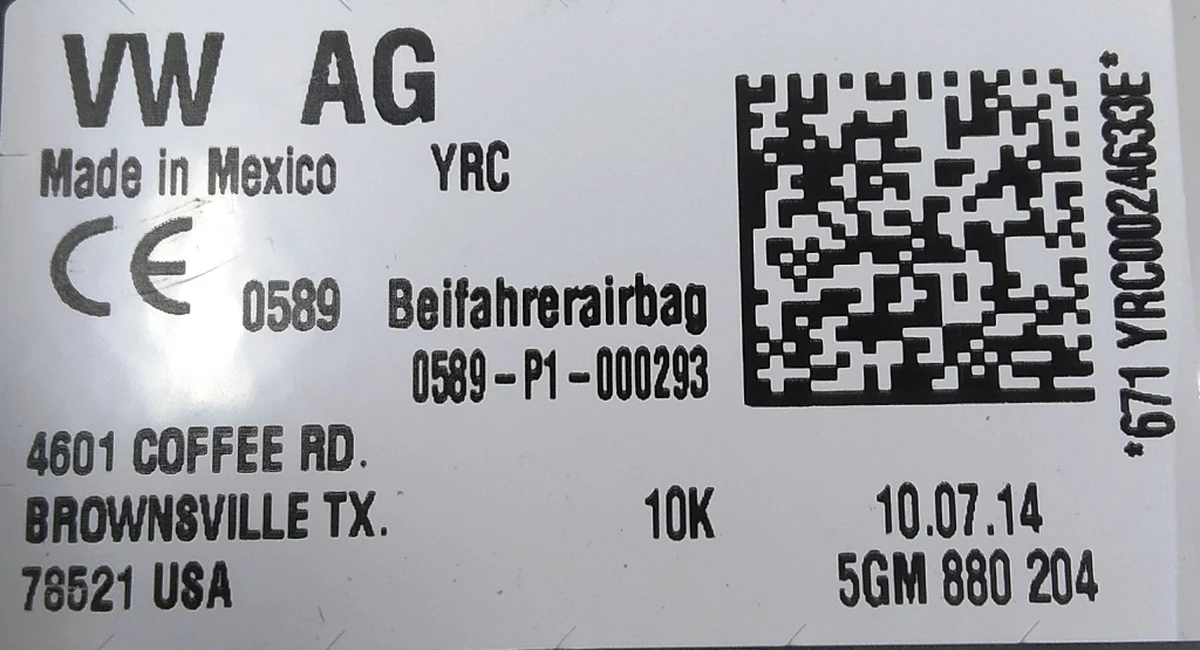 VW AG
Made in Mexico YRC
CE 0589 Beifahrerairbag
0589-P1-000293
4601 COFFEE RD.
BROWNSVILLE TX. 10K 10.07.14
78521 USA 5GM 880 204
*671 YRC0024633E*